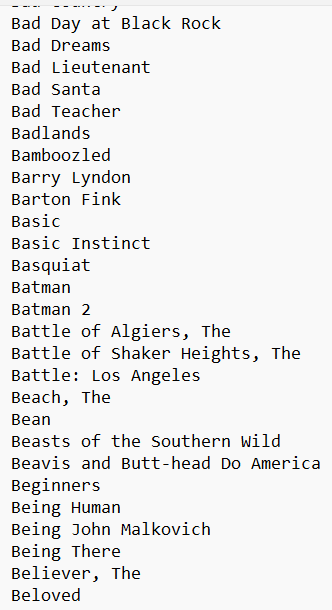 Bad Day at Black Rock
Bad Dreams
Bad Lieutenant
Bad Santa
Bad Teacher
Badlands
Bamboozled
Barry Lyndon
Barton Fink
Basic
Basic Instinct
Basquiat
Batman
Batman 2
Battle of Algiers, The
Battle of Shaker Heights, The
Battle: Los Angeles
Beach, The
Bean
Beasts of the Southern Wild
Beavis and Butt-head Do America
Beginners
Being Human
Being John Malkovich
Being There
Believer, The
Beloved